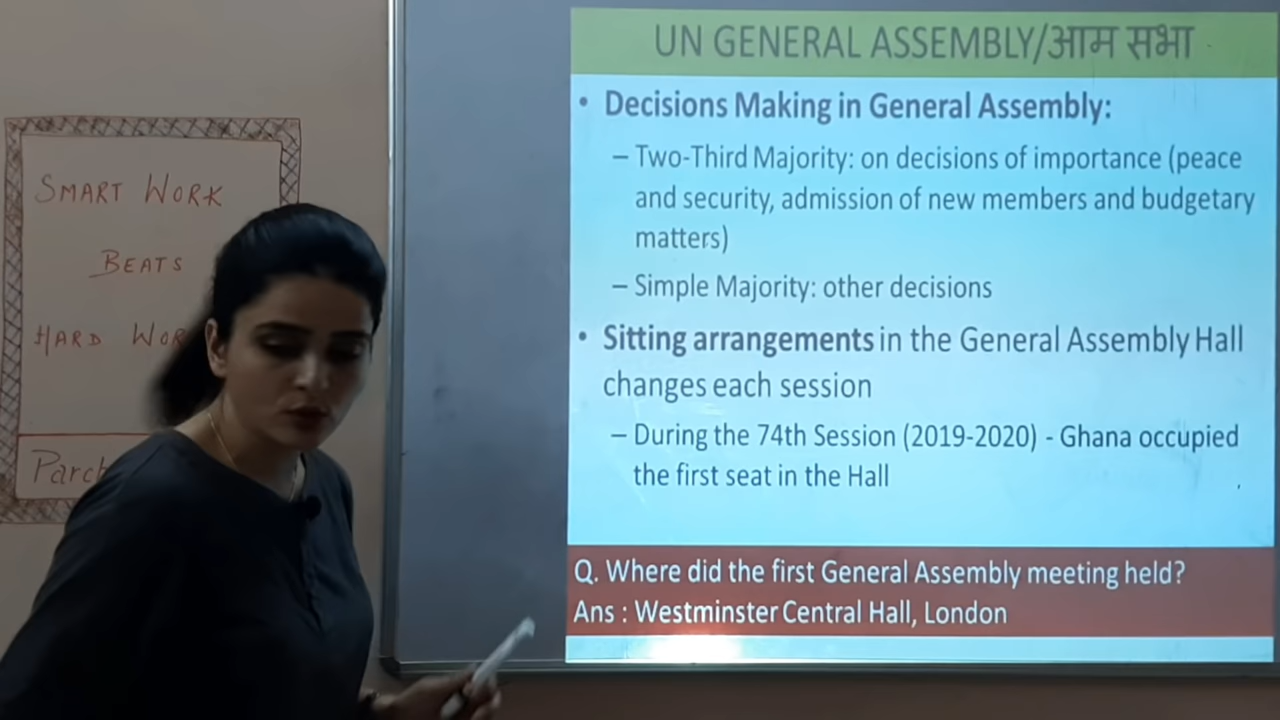 SMART WORK
BEATS
HARD
UN GENERAL ASSEMBLY/आम सभा
• Decisions Making in General Assembly:
– Two-Third Majority: on decisions of importance (peace
and security, admission of new members and budgetary
matters)
– Simple Majority: other decisions
• Sitting arrangements in the General Assembly Hall
changes each session
– During the 74th Session (2019-2020) - Ghana occupied
the first seat in the Hall
Q. Where did the first General Assembly meeting held?
Ans : Westminster Central Hall, London